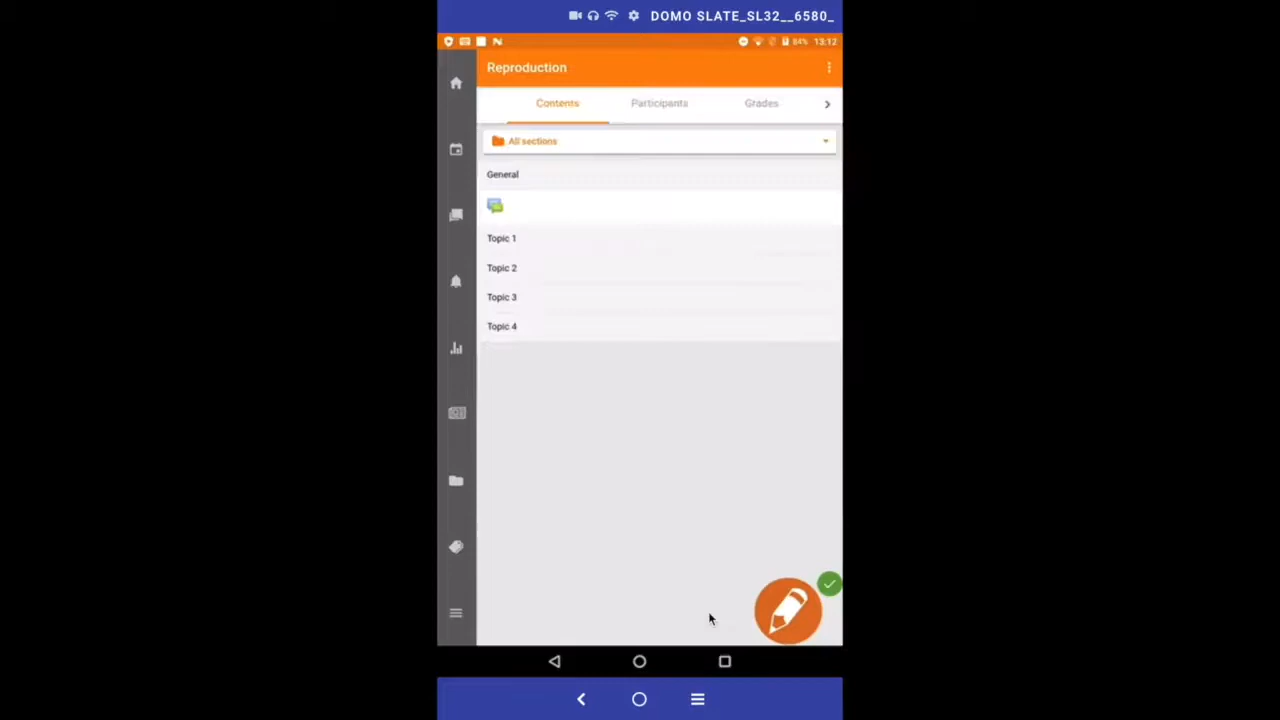 DOMO SLATE_SL32__6580_
84% 13:12
Reproduction
Contents Participants Grades
All sections
General
Topic 1
Topic 2
Topic 3
Topic 4